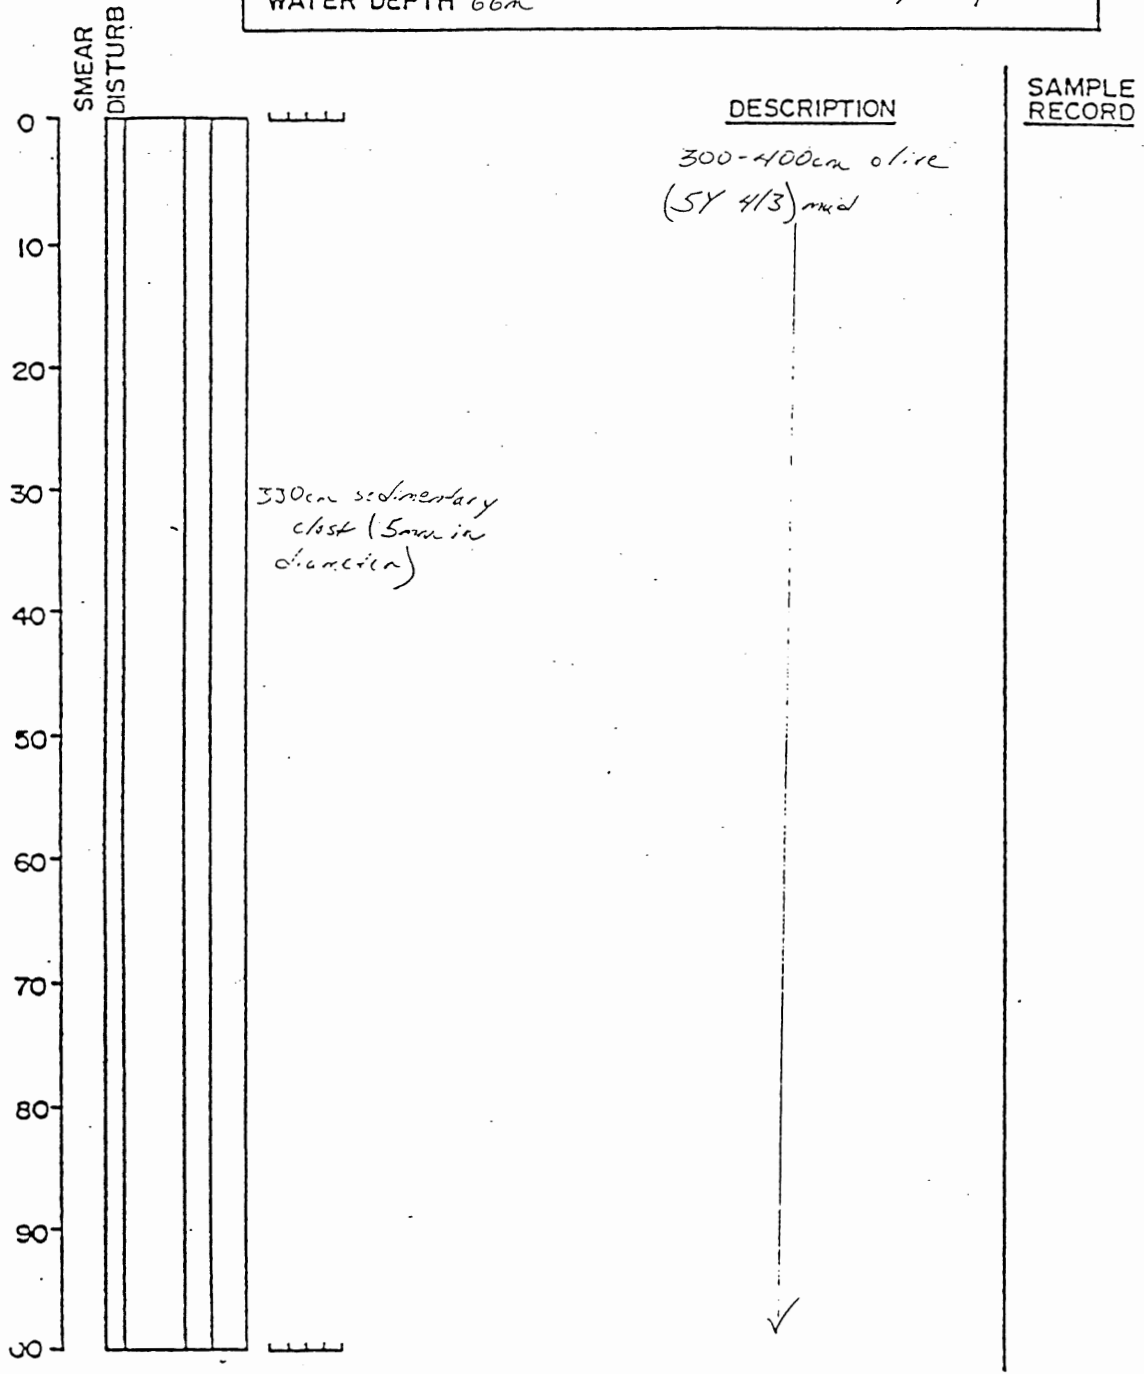 WATER DEPTH 66m
SMEAR
DISTURB
DESCRIPTION
SAMPLE
RECORD
300-400cm olive
(5Y 4/3) mud
0
10
20
30
330cm sedimentary
clast (5mm in
diameter)
40
50
60
70
80
90
00